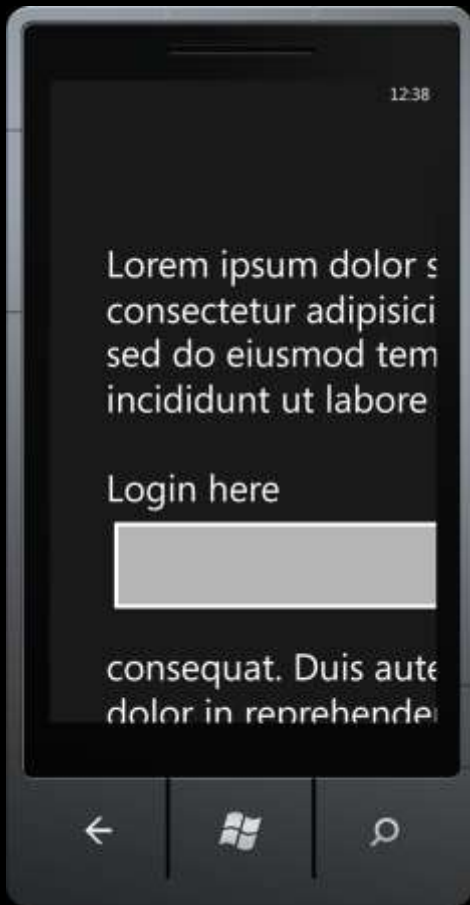 12:38
Lorem ipsum dolor s
consectetur adipisici
sed do eiusmod tem
incididunt ut labore
Login here
consequat. Duis aute
dolor in reprehender